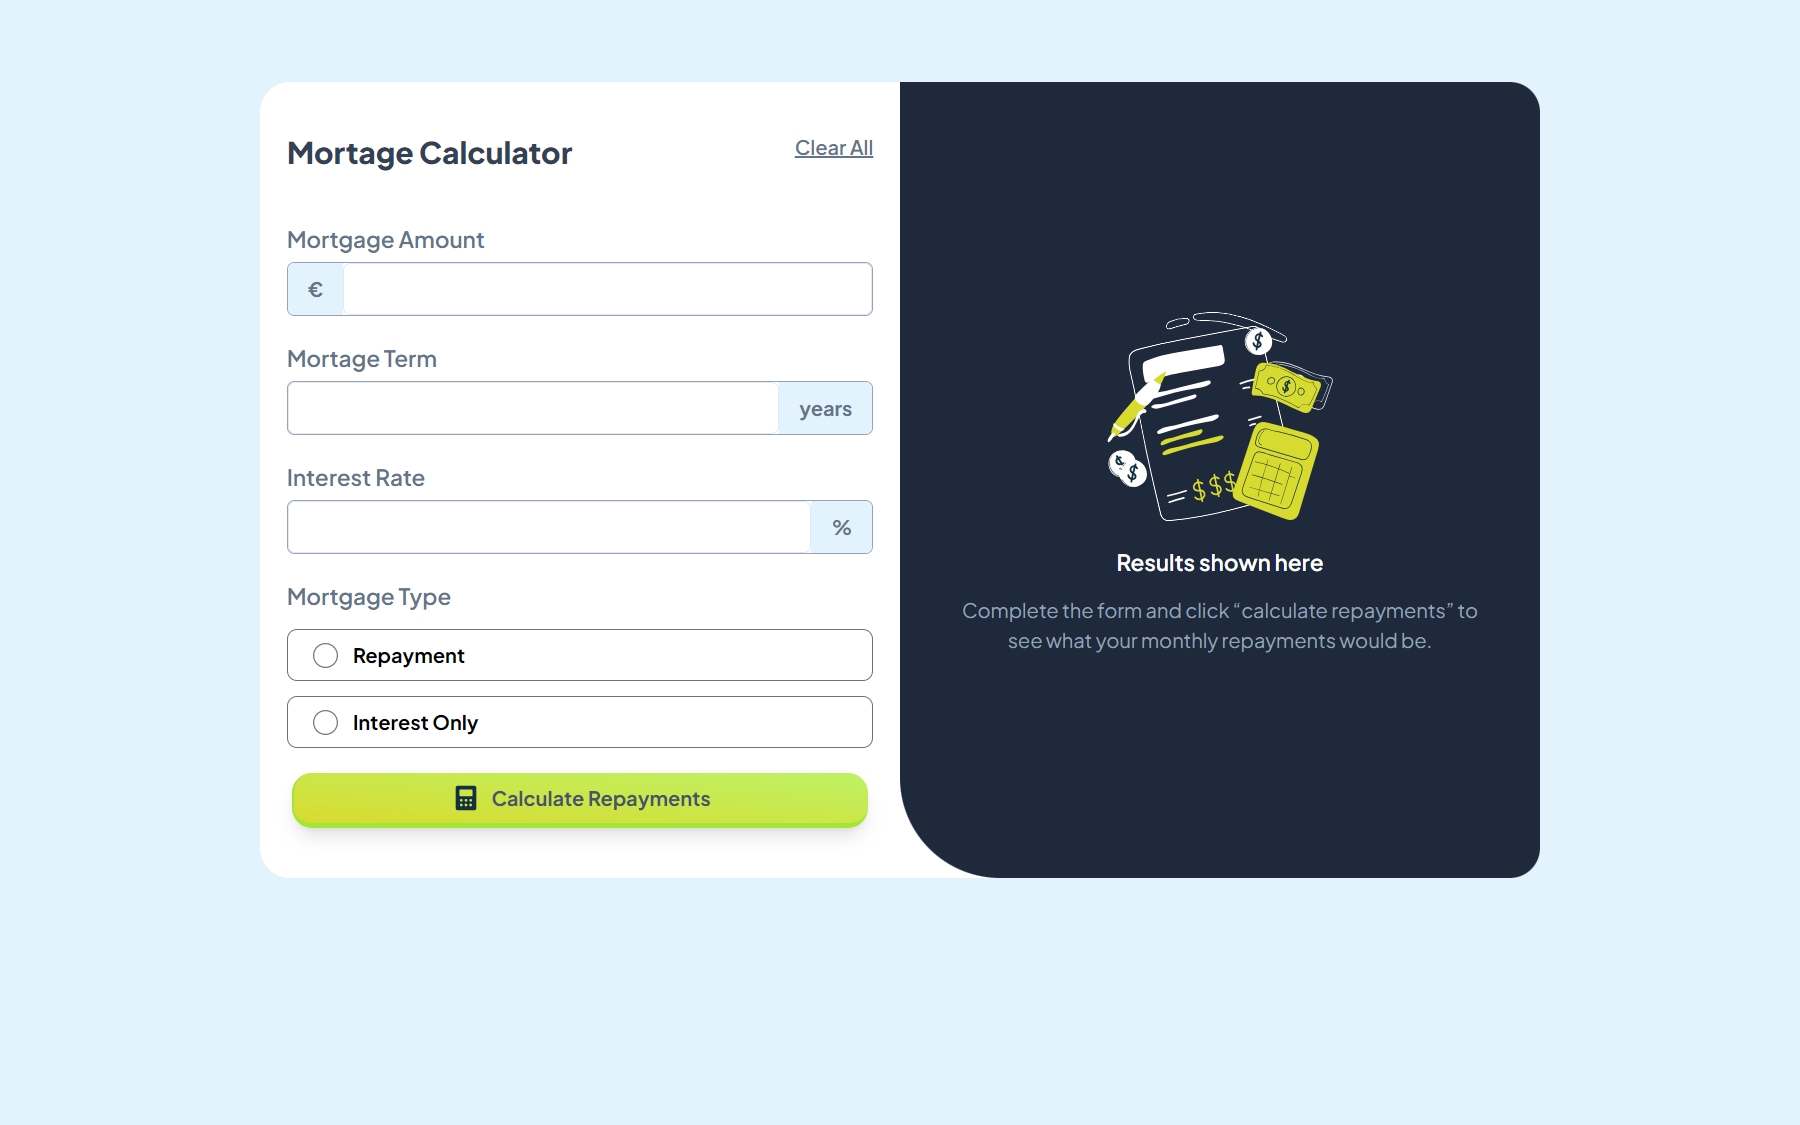 Mortage Calculator
Clear All
Mortgage Amount
€
Mortage Term
years
Interest Rate
%
Mortgage Type
Repayment
Interest Only
Calculate Repayments
$
$
$
$
$$$
Results shown here
Complete the form and click “calculate repayments” to
see what your monthly repayments would be.